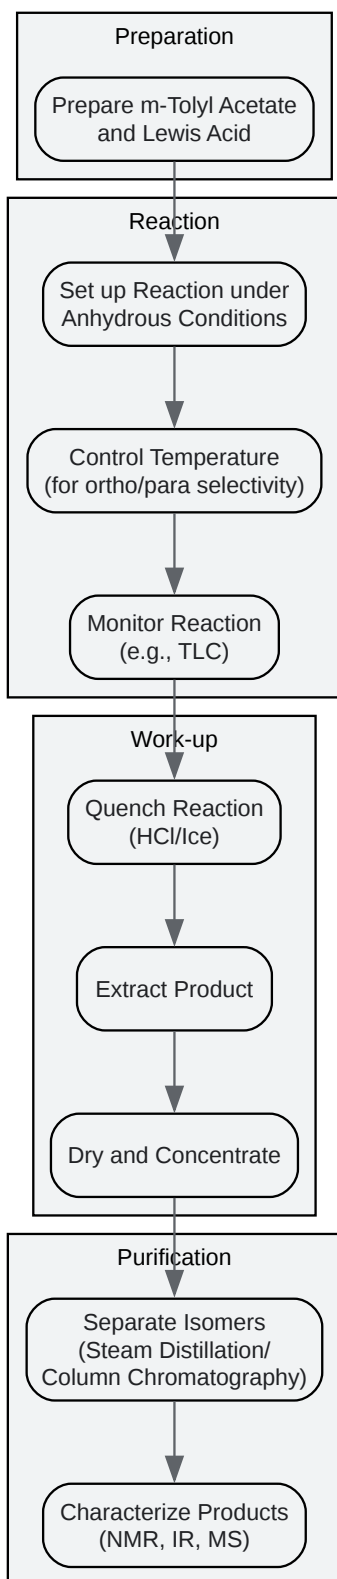 Preparation
Prepare m-Tolyl Acetate
and Lewis Acid
Reaction
Set up Reaction under
Anhydrous Conditions
Control Temperature
(for ortho/para selectivity)
Monitor Reaction
(e.g., TLC)
Work-up
Quench Reaction
(HCl/Ice)
Extract Product
Dry and Concentrate
Purification
Separate Isomers
(Steam Distillation/
Column Chromatography)
Characterize Products
(NMR, IR, MS)